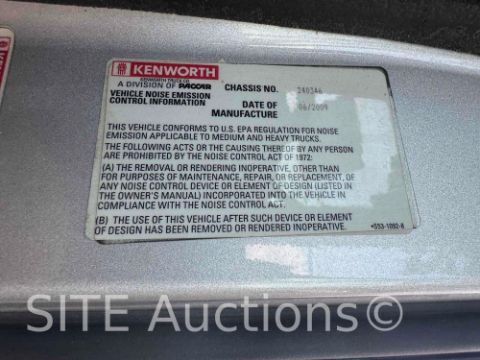 KENWORTH
KENWORTH TRUCK CO.
A DIVISION OF PACCAR
VEHICLE NOISE EMISSION
CONTROL INFORMATION
CHASSIS NO. 240346
DATE OF
MANUFACTURE 06/2009
THIS VEHICLE CONFORMS TO U.S. EPA REGULATION FOR NOISE
EMISSION APPLICABLE TO MEDIUM AND HEAVY TRUCKS.
THE FOLLOWING ACTS OR THE CAUSING THEREOF BY ANY PERSON
ARE PROHIBITED BY THE NOISE CONTROL ACT OF 1972:
(A) THE REMOVAL OR RENDERING INOPERATIVE, OTHER THAN
FOR PURPOSES OF MAINTENANCE, REPAIR, OR REPLACEMENT, OF
ANY NOISE CONTROL DEVICE OR ELEMENT OF DESIGN (LISTED IN
THE OWNER'S MANUAL) INCORPORATED INTO THE VEHICLE IN
COMPLIANCE WITH THE NOISE CONTROL ACT.
(B) THE USE OF THIS VEHICLE AFTER SUCH DEVICE OR ELEMENT
OF DESIGN HAS BEEN REMOVED OR RENDERED INOPERATIVE.
SITE Auctions.com